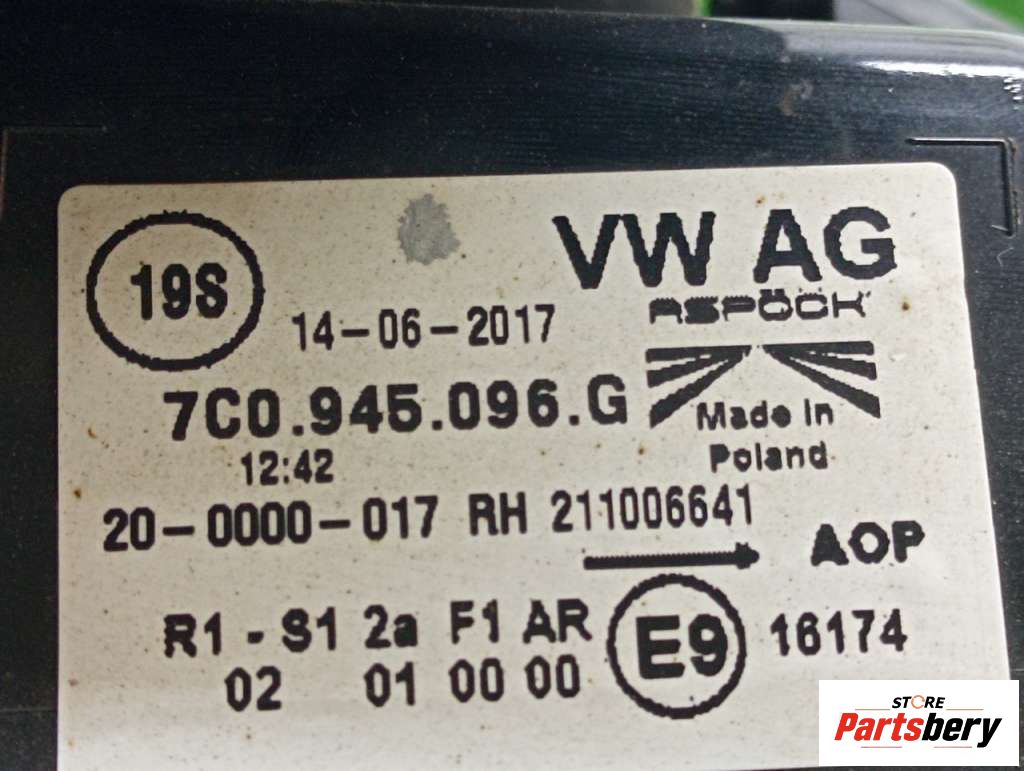 19S
VW AG
ASPÖCK
14-06-2017
7C0.945.096.G
Made in
Poland
12:42
20-0000-017 RH 211006641
AOP
R1 - S1 2a F1 AR
02 01 00 00
E9
16174
STORE
Partsbery